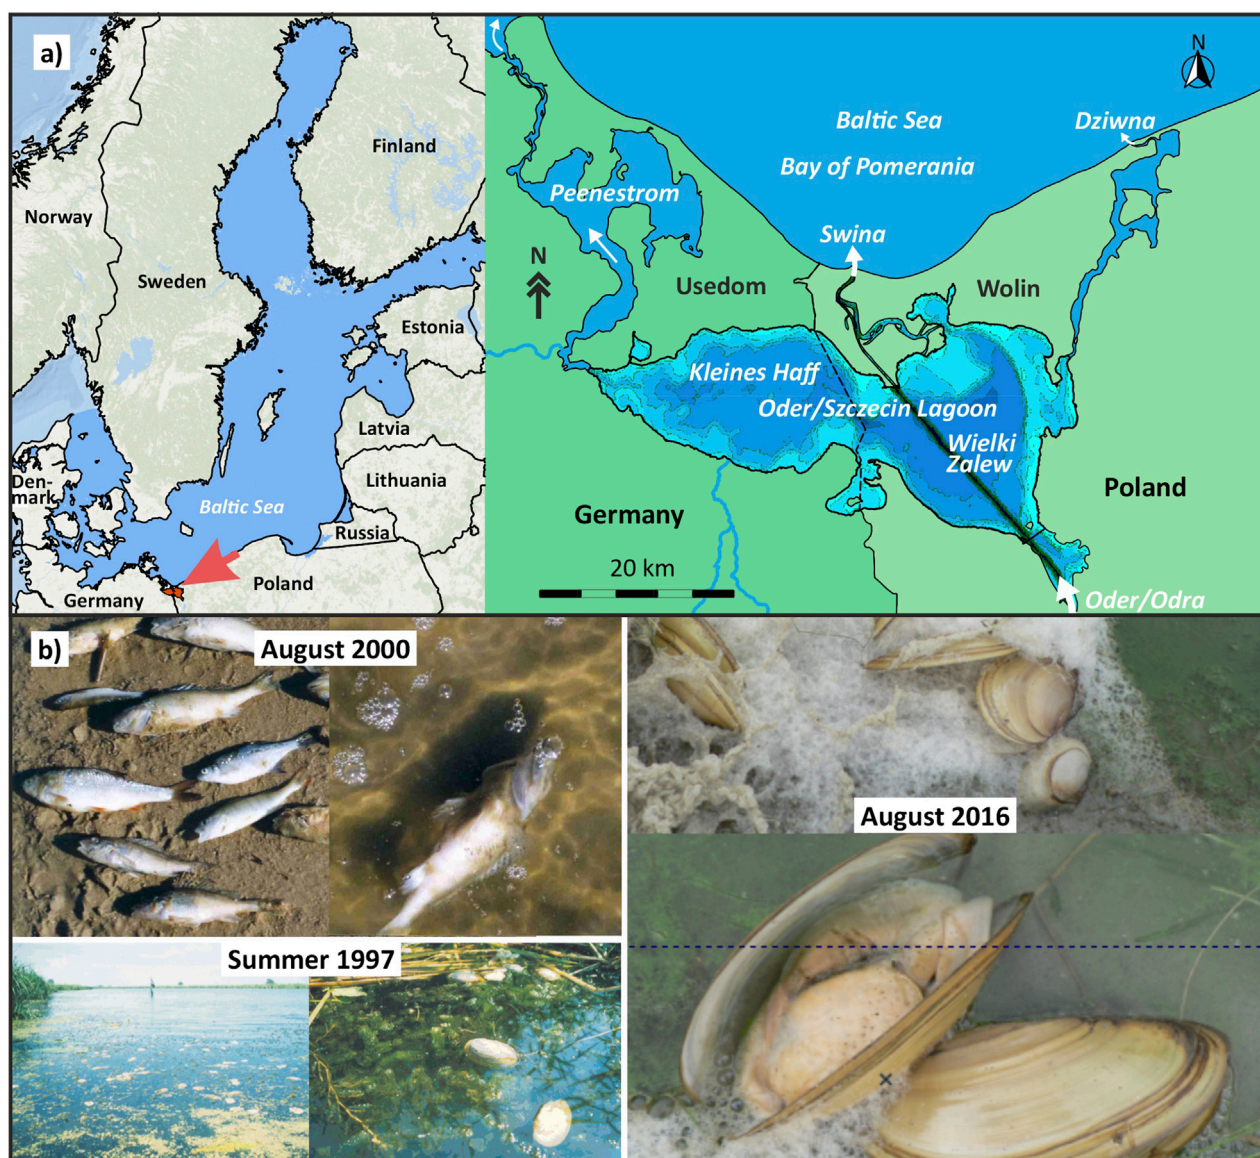 a)
Finland
Norway
Sweden
Estonia
Latvia
Den-
mark
Lithuania
Baltic Sea
Russia
Poland
Germany
N
Baltic Sea
Dziwna
Bay of Pomerania
Peenestrom
Swina
N
Usedom
Wolin
Kleines Haff
Oder/Szczecin Lagoon
Wielki
Zalew
Poland
Germany
20 km
Oder/Odra
b)
August 2000
August 2016
Summer 1997